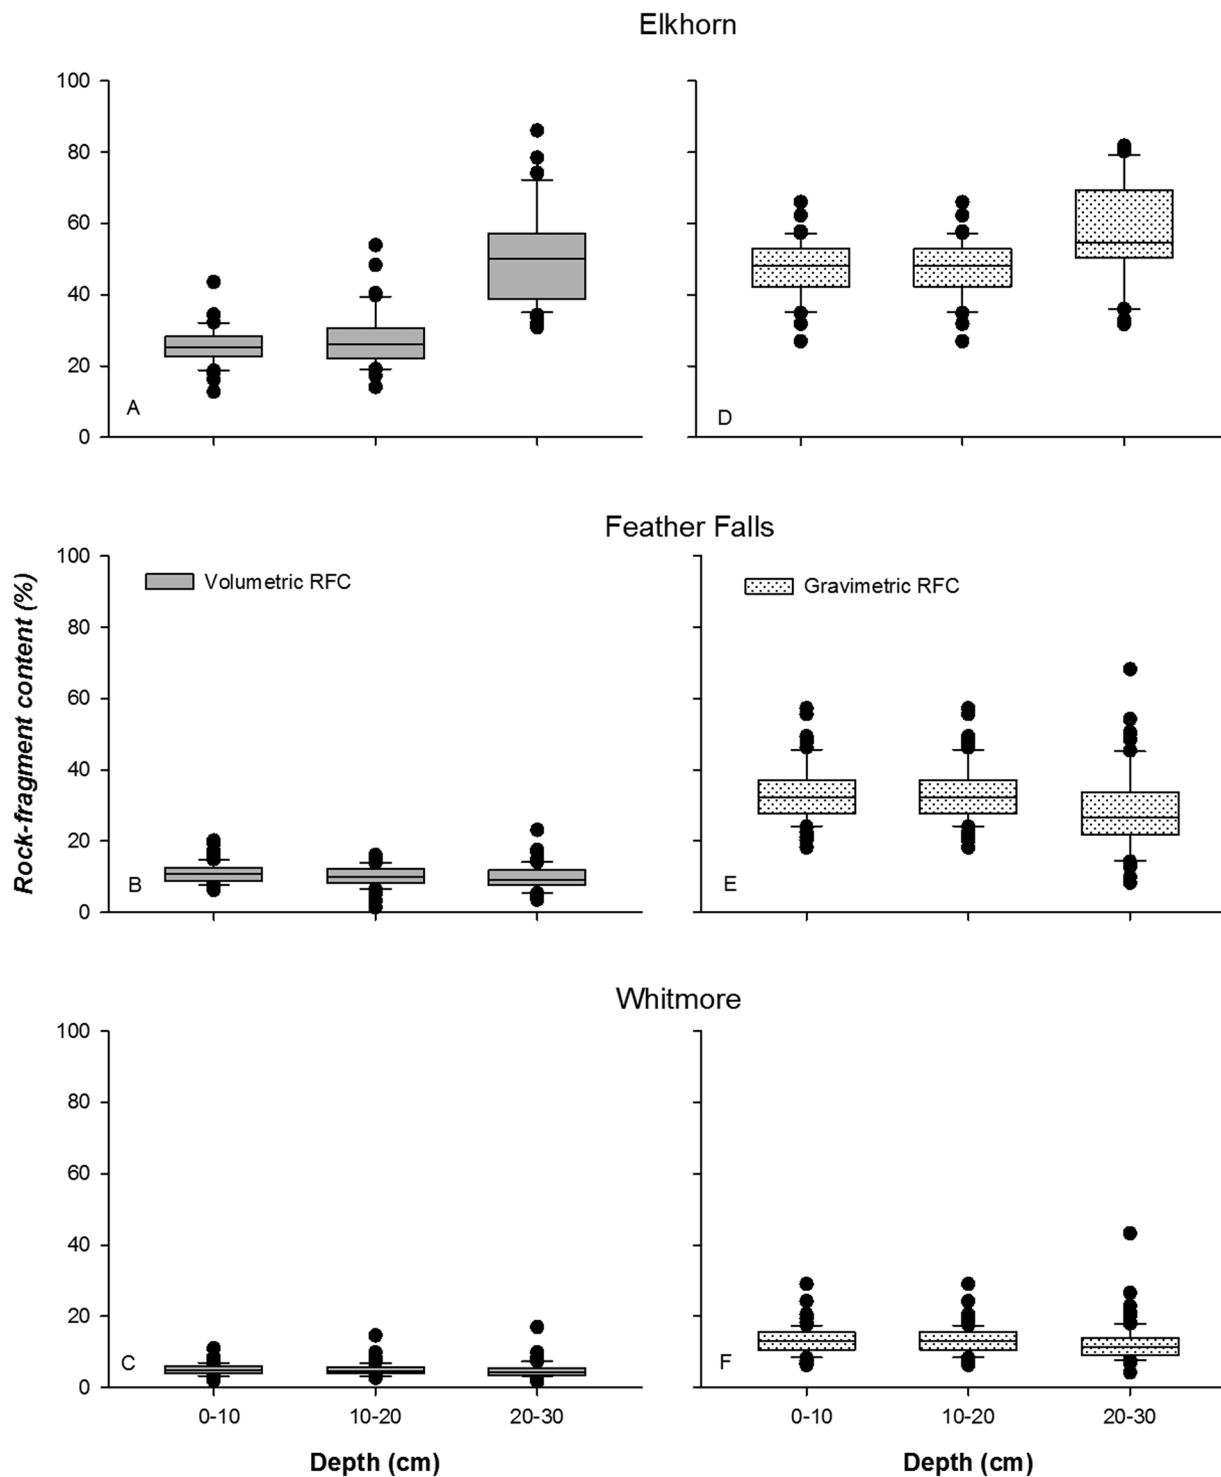 Elkhorn
100
80
60
40
20
0
A
D
Feather Falls
Rock-fragment content (%)
100
80
60
40
20
0
Volumetric RFC
Gravimetric RFC
B
E
Whitmore
100
80
60
40
20
0
C
F
0-10 10-20 20-30
0-10 10-20 20-30
Depth (cm)
Depth (cm)